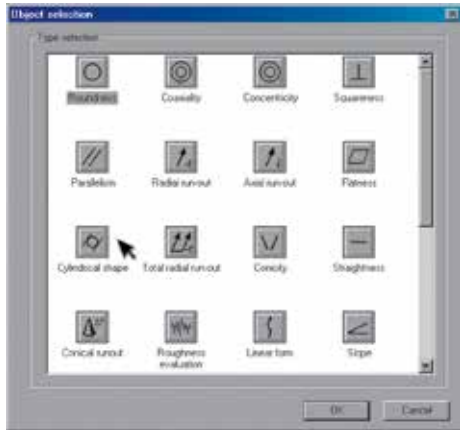 Object selection
Type selection
Roundness Coaxiality Concentricity Squareness
Parallelism Radial run-out Axial run-out Flatness
Cylindrical shape Total radial run-out Conicity Straightness
Conical runout Roughness evaluation Linear form Slope
OK Cancel